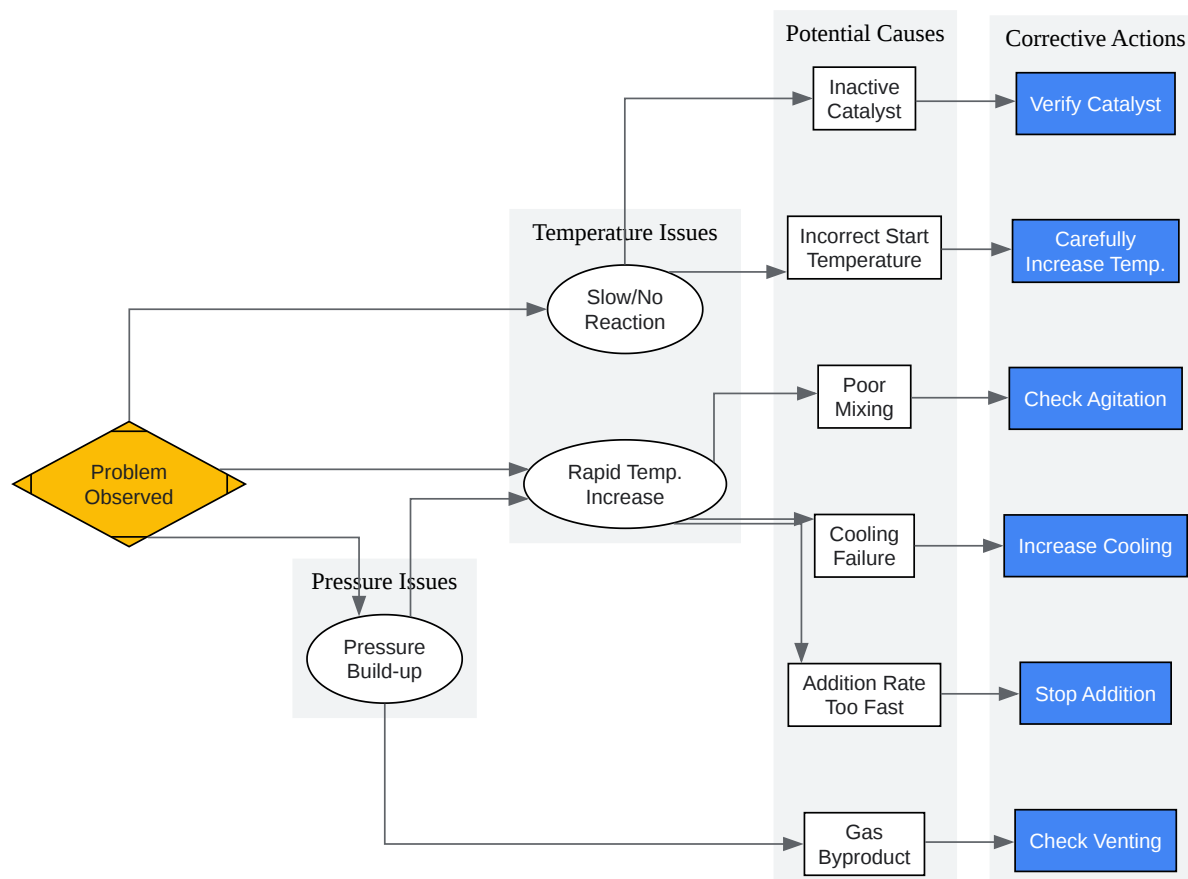 Potential Causes
Corrective Actions
Inactive
Catalyst
Verify Catalyst
Temperature Issues
Incorrect Start
Temperature
Carefully
Increase Temp.
Slow/No
Reaction
Poor
Mixing
Check Agitation
Problem
Observed
Rapid Temp.
Increase
Cooling
Failure
Increase Cooling
Pressure Issues
Pressure
Build-up
Addition Rate
Too Fast
Stop Addition
Gas
Byproduct
Check Venting